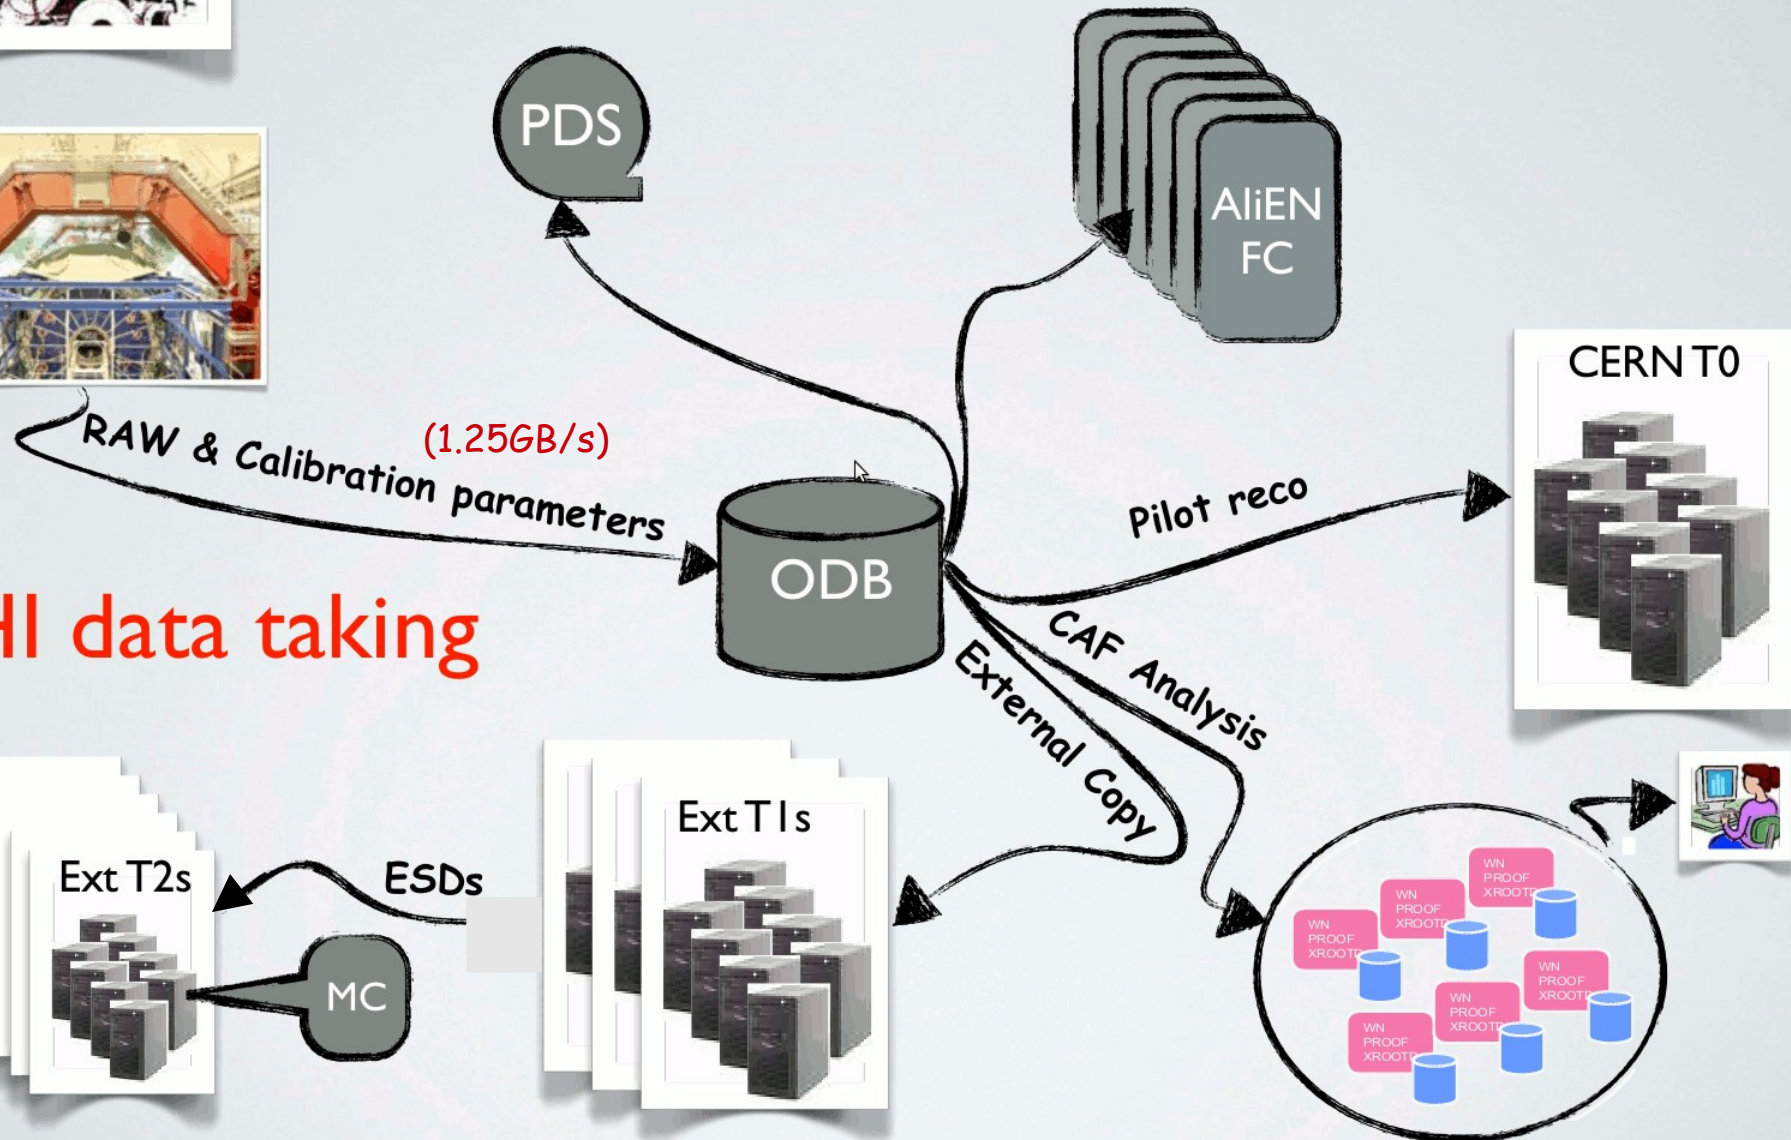 PDS
AliEN
FC
CERN T0
(1.25GB/s)
RAW & Calibration parameters
Pilot reco
ODB
HI data taking
CAF Analysis
External Copy
Ext T1s
Ext T2s
ESDs
MC
WN
PROOF
XROOTD
WN
PROOF
XROOTD
WN
PROOF
XROOTD
WN
PROOF
XROOTD
WN
PROOF
XROOTD
WN
PROOF
XROOTD